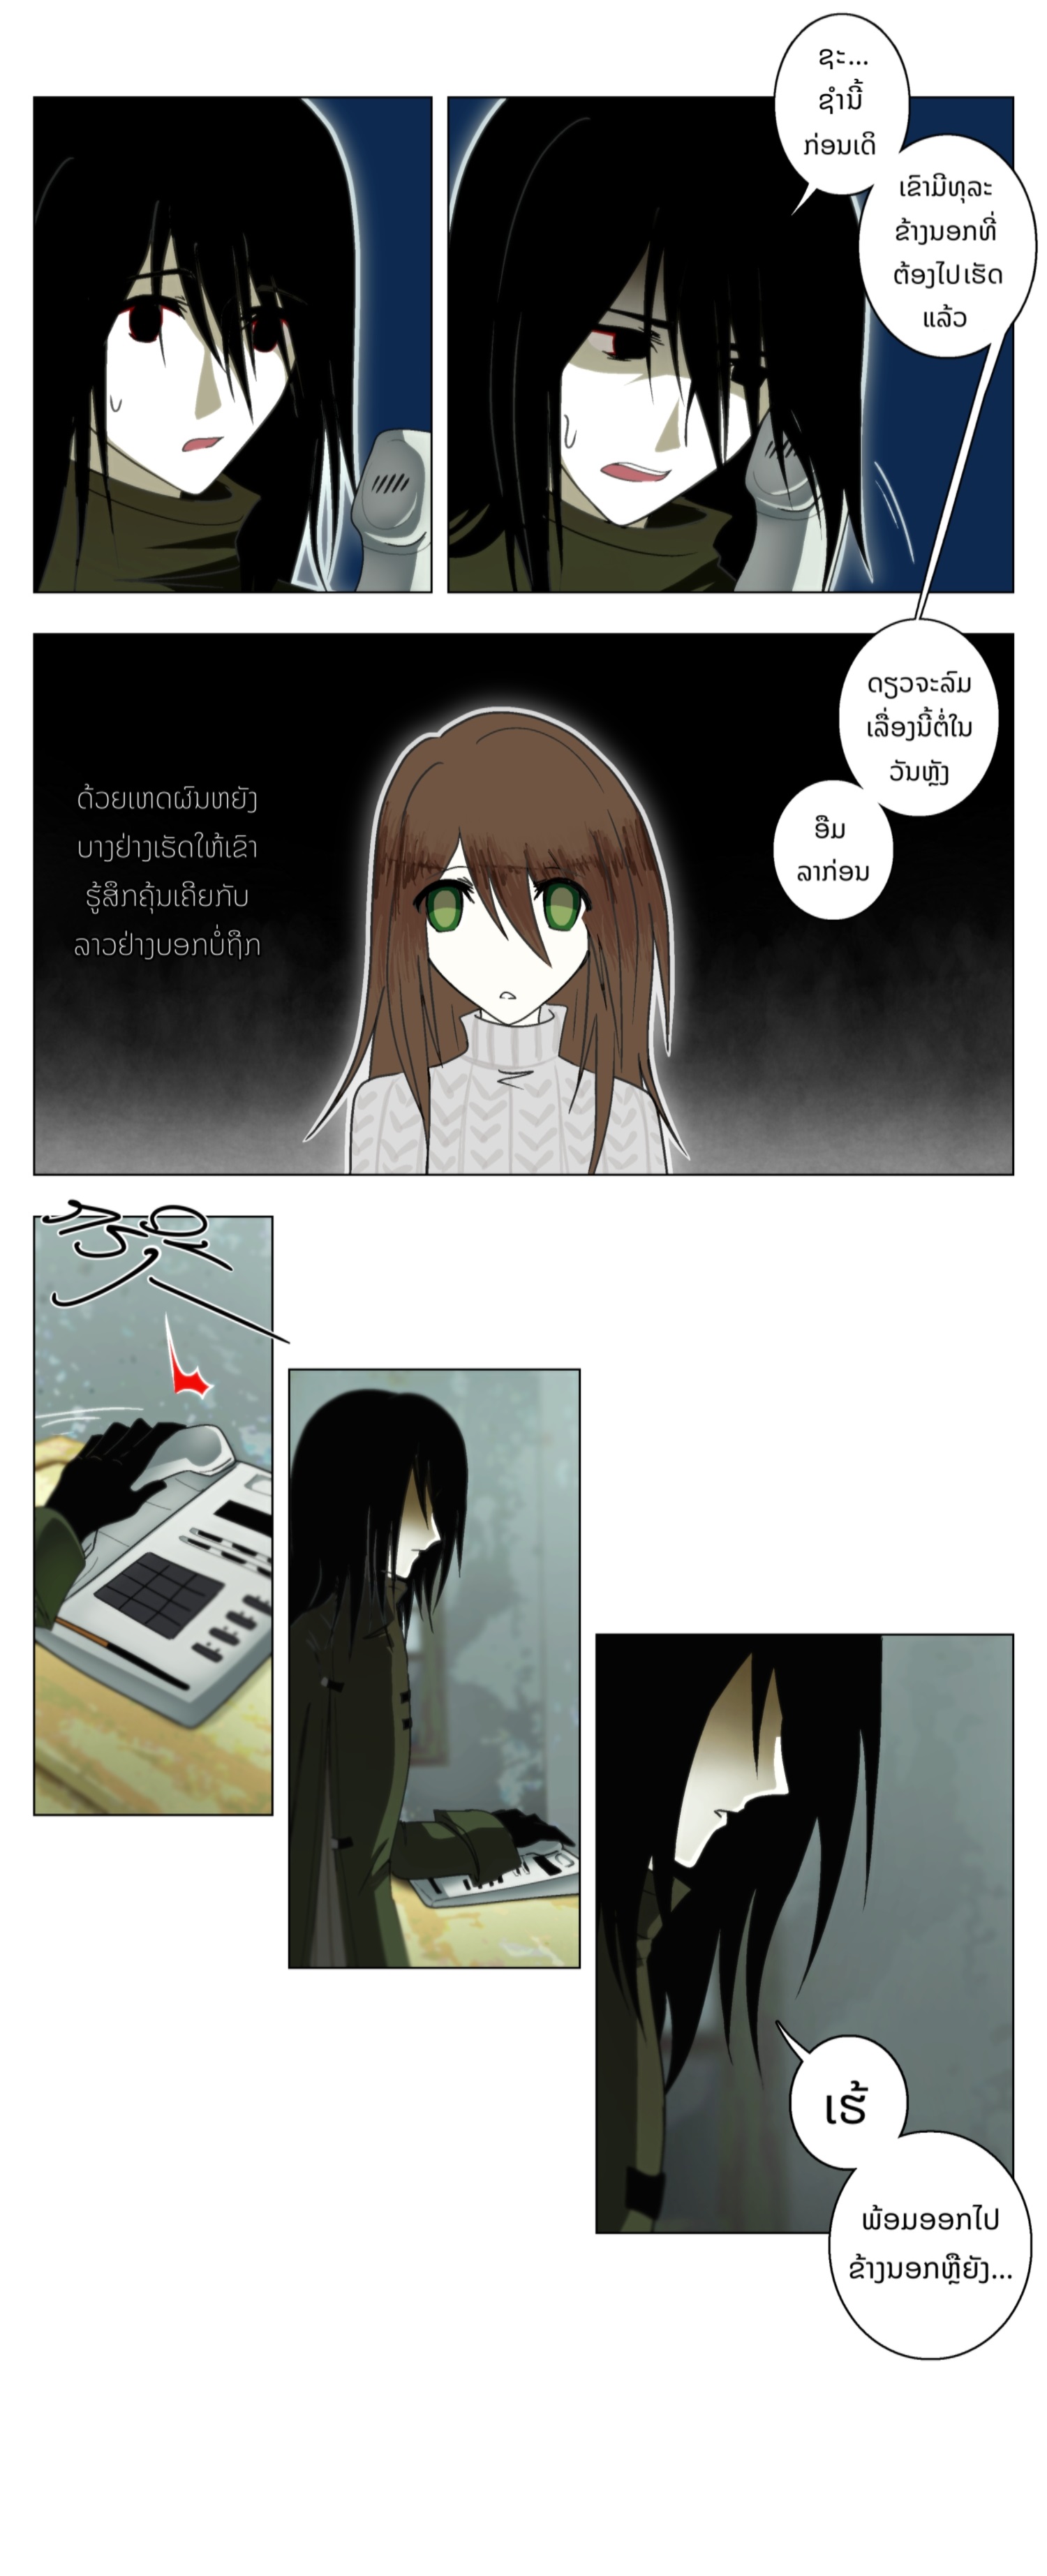 ຊະ...
ຊໍານີ້
ກ່ອນເດີ
ເຂົາມີທຸລະ
ຂ້າງນອກທີ່
ຕ້ອງໄປເຮັດ
ແລ້ວ
ດຽວຈະລົມ
ເລື່ອງນີ້ຕໍ່ໃນ
ວັນຫຼັງ
ອືມ
ລາກ່ອນ
ດ້ວຍເຫດຜົນຫຍັງ
ບາງຢ່າງເຮັດໃຫ້ເຂົາ
ຮູ້ສຶກຄຸ້ນເຄີຍກັບ
ລາວຢ່າງບອກບໍ່ຖືກ
ເຮ້
ພ້ອມອອກໄປ
ຂ້າງນອກຫຼືຍັງ...